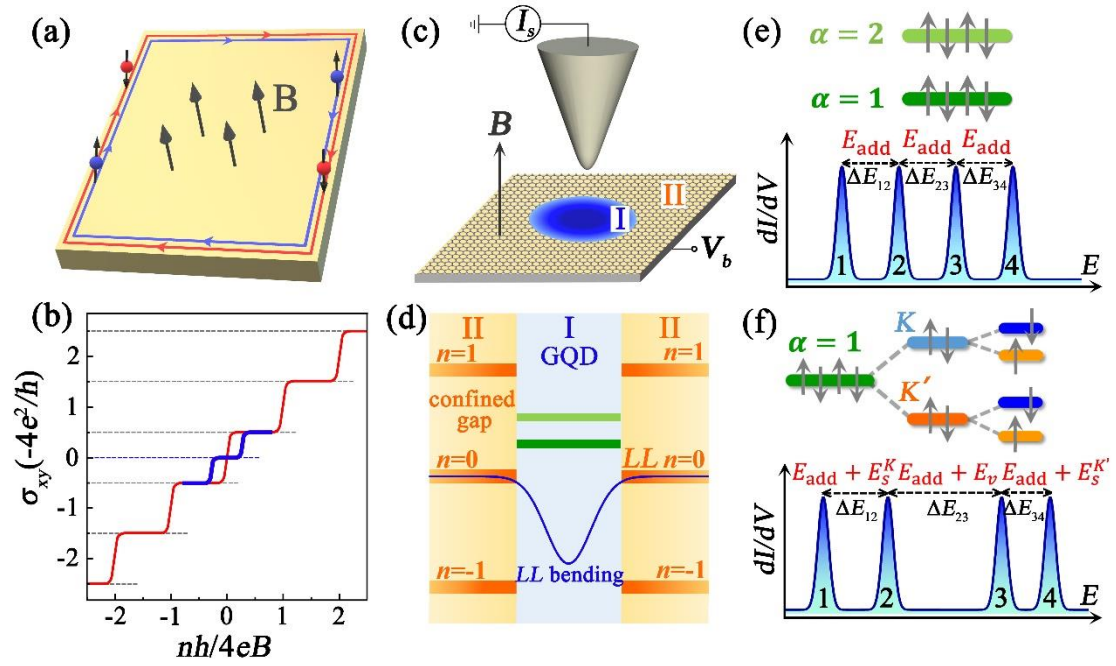 (a)
B
(b)
σxy(-4e²/h)
2
1
0
-1
-2
-2 -1 0 1 2
nh/4eB
(c)
Is
B
I
II
Vb
(d)
II I II
n=1 GQD n=1
confined
gap
n=0 LL n=0
n=-1 LL bending n=-1
(e)
α = 2
α = 1
Eadd Eadd Eadd
ΔE12 ΔE23 ΔE34
dI/dV
1 2 3 4 E
(f)
K
α = 1
K′
Eadd + EsK Eadd + Ev Eadd + EsK′
ΔE12 ΔE23 ΔE34
dI/dV
1 2 3 4 E